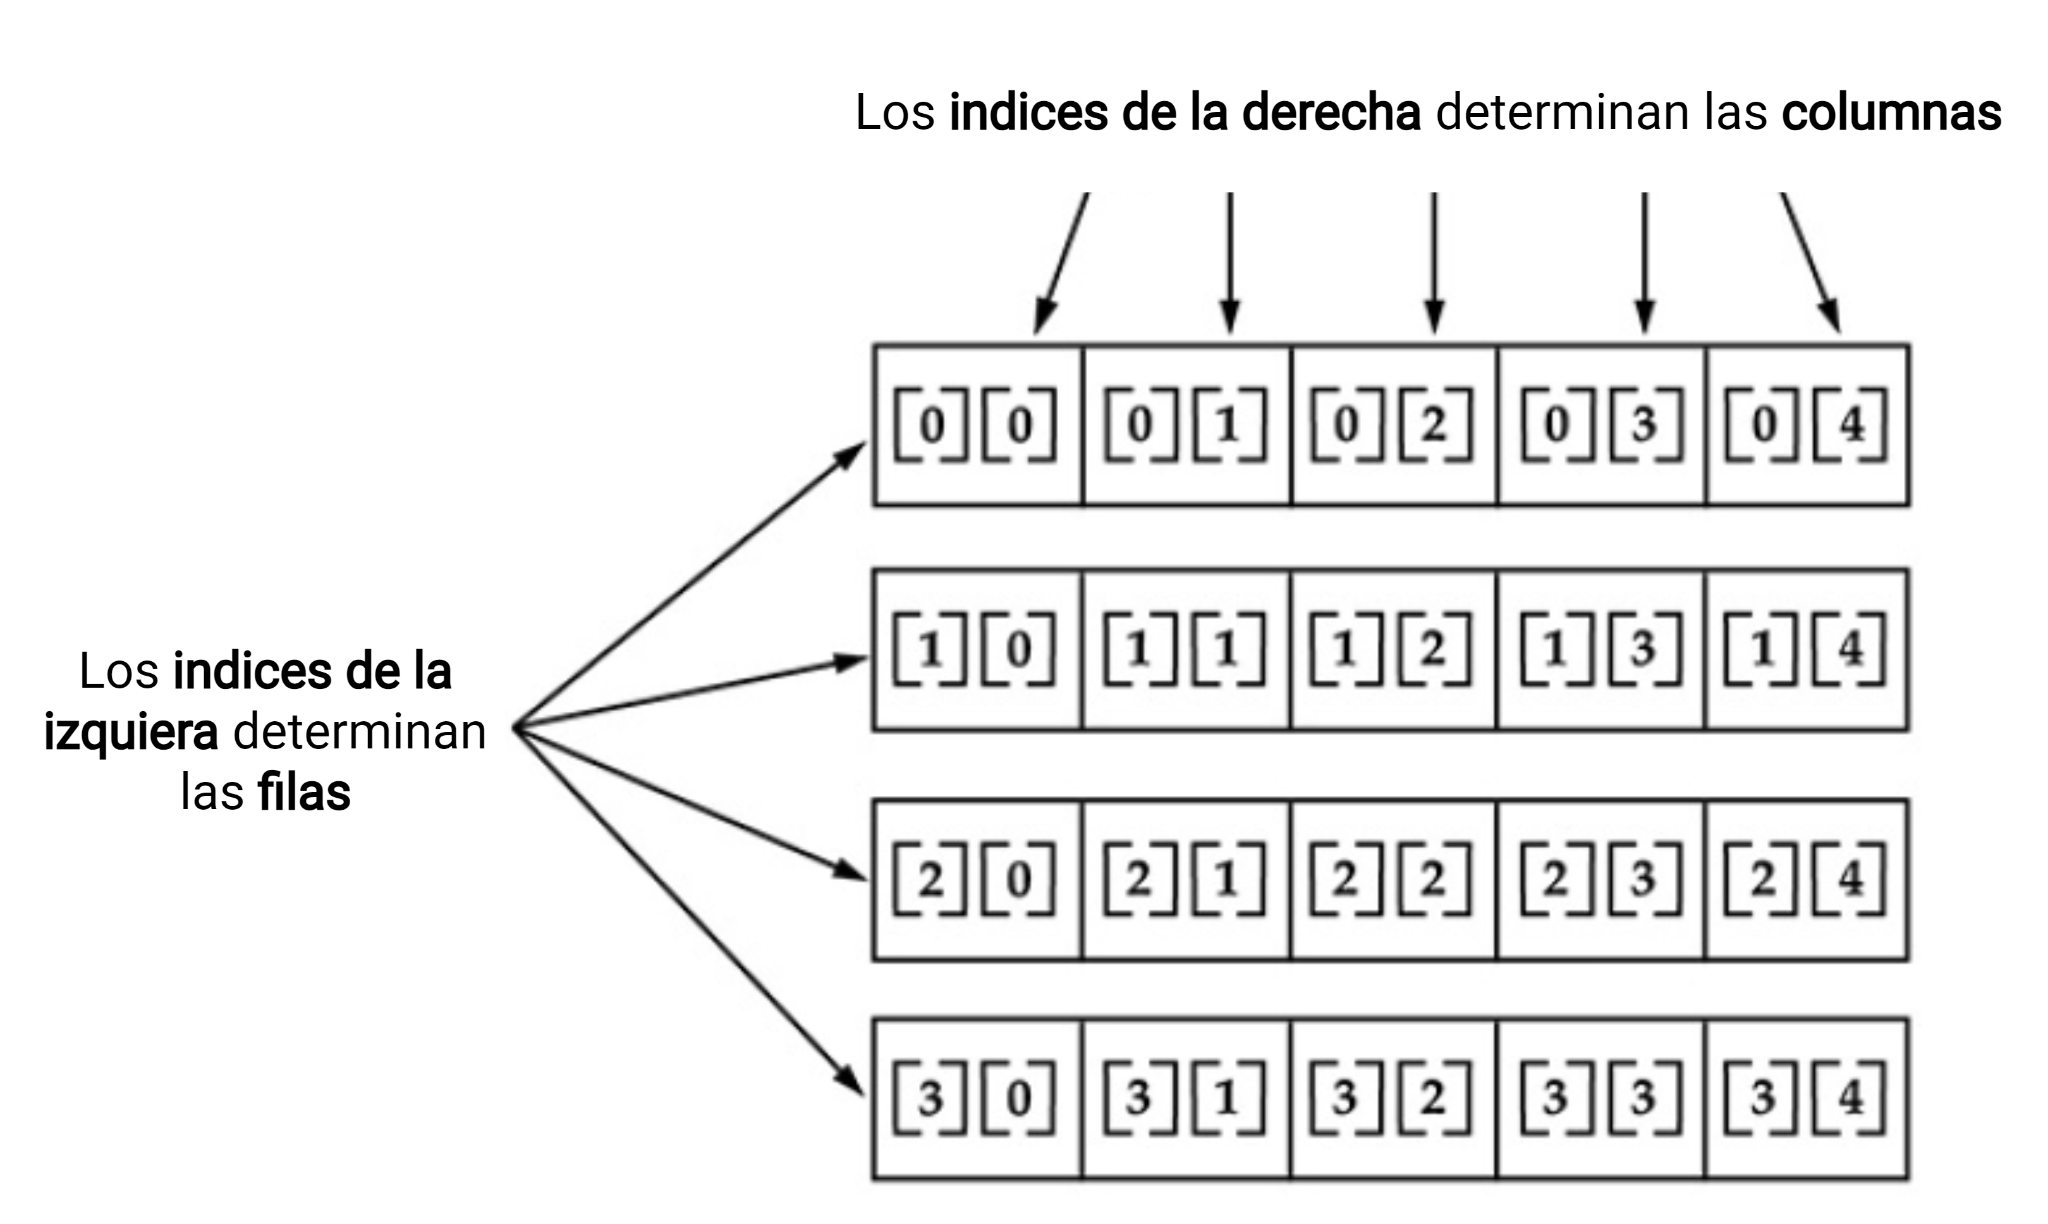 Los indices de la derecha determinan las columnas
[0][0] [0][1] [0][2] [0][3] [0][4]
[1][0] [1][1] [1][2] [1][3] [1][4]
Los indices de la
izquiera determinan
las filas
[2][0] [2][1] [2][2] [2][3] [2][4]
[3][0] [3][1] [3][2] [3][3] [3][4]